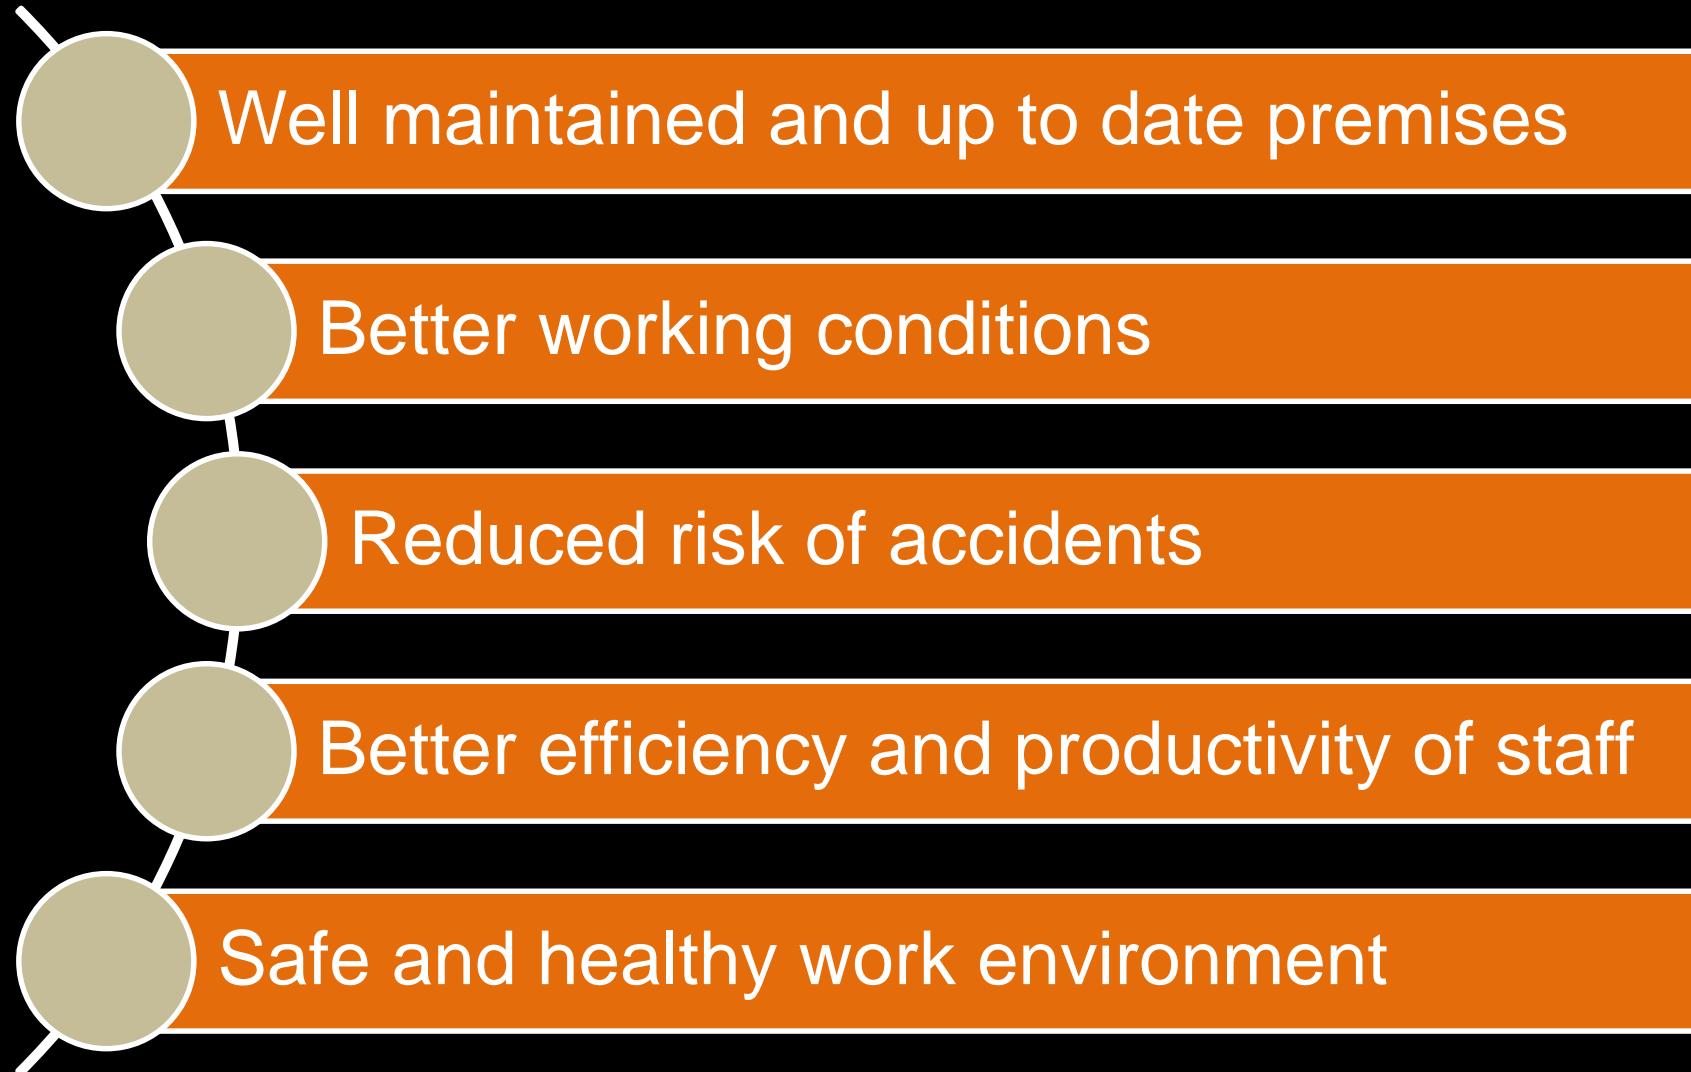 Well maintained and up to date premises
Better working conditions
Reduced risk of accidents
Better efficiency and productivity of staff
Safe and healthy work environment